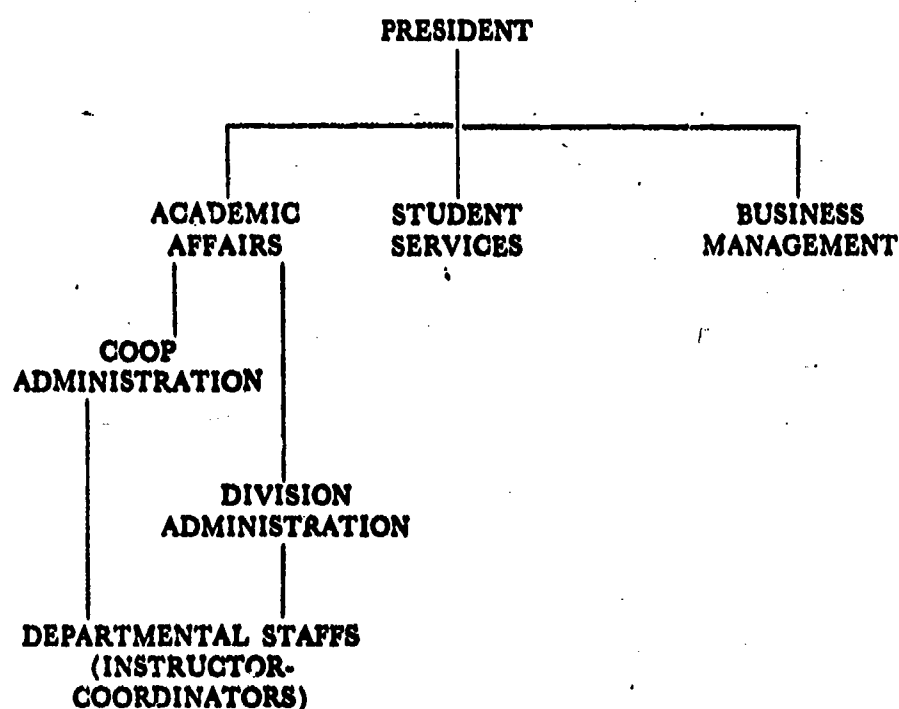 PRESIDENT
ACADEMIC
AFFAIRS
STUDENT
SERVICES
BUSINESS
MANAGEMENT
COOP
ADMINISTRATION
DIVISION
ADMINISTRATION
DEPARTMENTAL STAFFS
(INSTRUCTOR-
COORDINATORS)